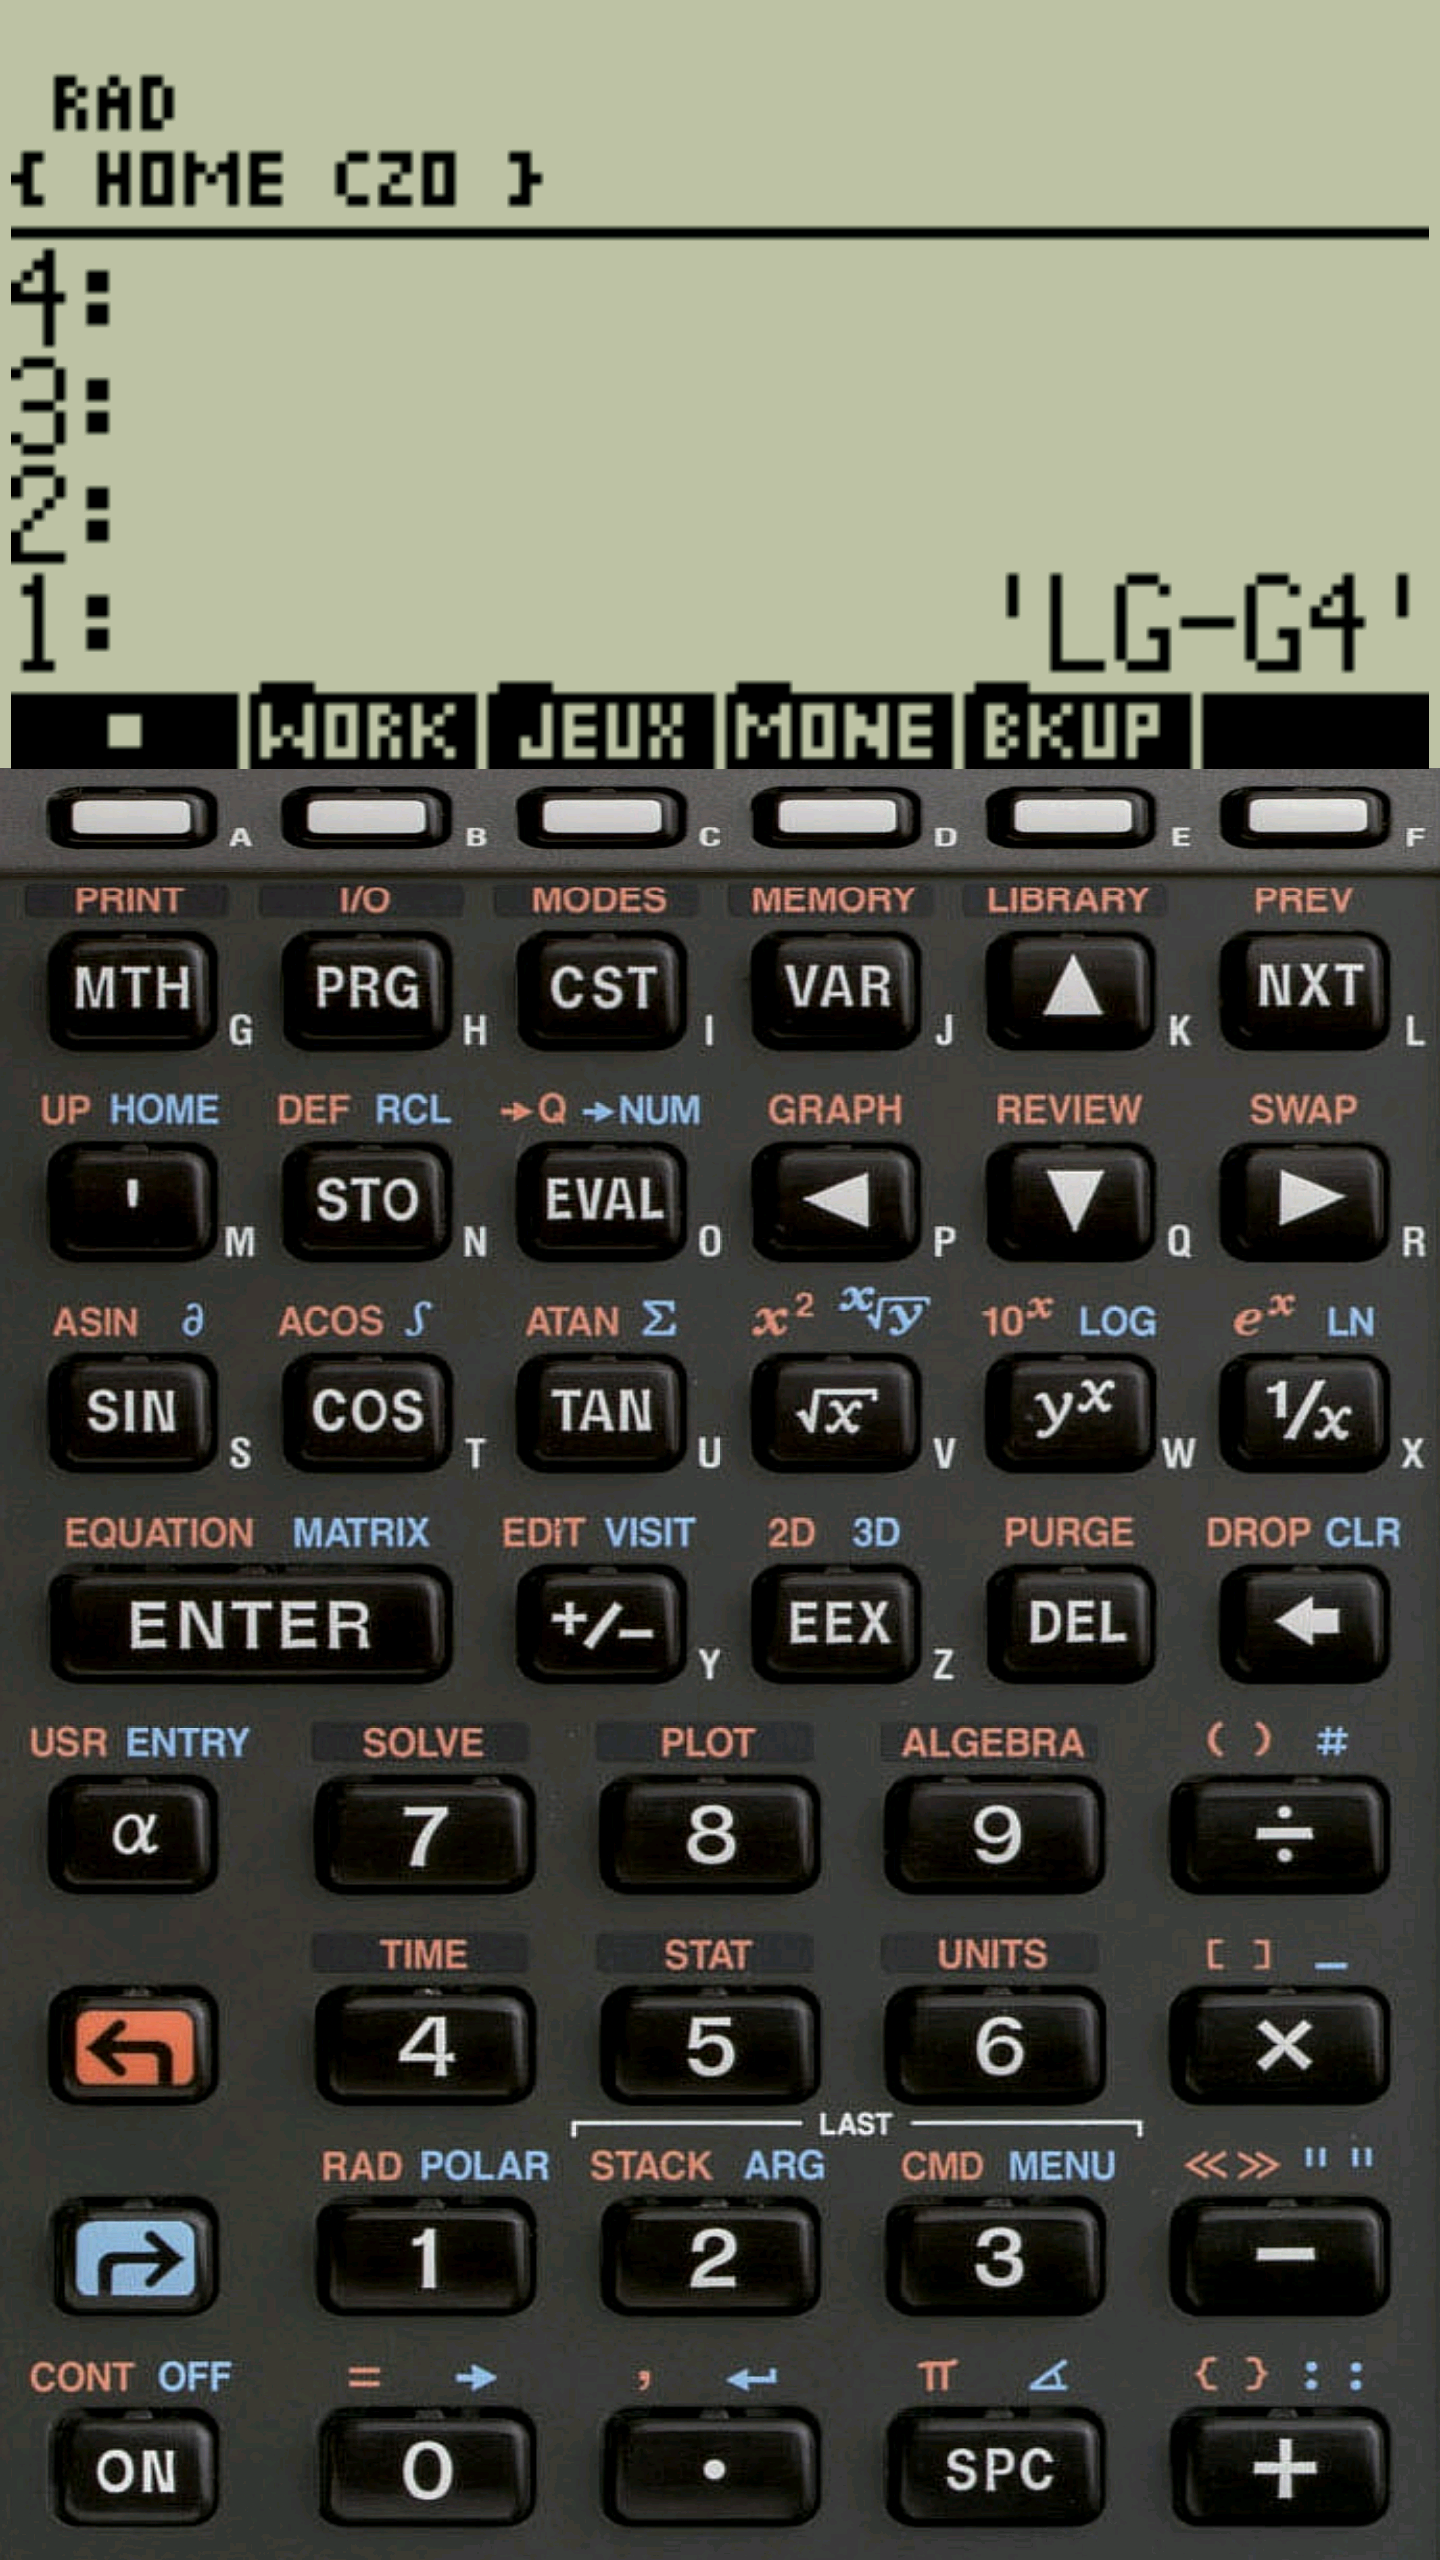 RAD
{ HOME CZO }
4:
3:
2:
1: 'LG-G4'
▪ WORK JEUX MONE BKUP
A B C D E F
PRINT I/O MODES MEMORY LIBRARY PREV
MTH PRG CST VAR ▲ NXT
G H I J K L
UP HOME DEF RCL →Q →NUM GRAPH REVIEW SWAP
' STO EVAL ◀ ▼ ▶
M N O P Q R
ASIN ∂ ACOS ∫ ATAN Σ x² ˣ√y 10ˣ LOG eˣ LN
SIN COS TAN √x yˣ 1/x
S T U V W X
EQUATION MATRIX EDIT VISIT 2D 3D PURGE DROP CLR
ENTER +/− EEX DEL ⬅
Y Z
USR ENTRY SOLVE PLOT ALGEBRA ( ) #
α 7 8 9 ÷
TIME STAT UNITS [ ] _
↰ 4 5 6 ×
LAST
RAD POLAR STACK ARG CMD MENU ≪≫ " "
↱ 1 2 3 −
CONT OFF = → , ↵ π ∡ { } : :
ON 0 . SPC +